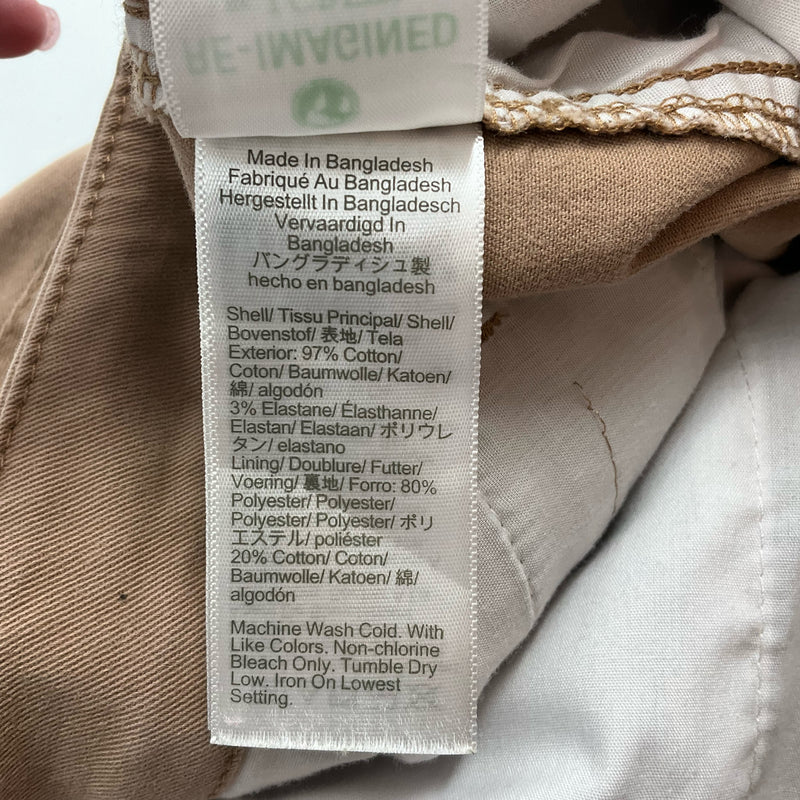 RE-IMAGINED
Made In Bangladesh
Fabriqué Au Bangladesh
Hergestellt In Bangladesch
Vervaardigd In
Bangladesh
バングラディシュ製
hecho en bangladesh
Shell/ Tissu Principal/ Shell/
Bovenstof/ 表地/ Tela
Exterior: 97% Cotton/
Coton/ Baumwolle/ Katoen/
綿/ algodón
3% Elastane/ Élasthanne/
Elastan/ Elastaan/ ポリウレ
タン/ elastano
Lining/ Doublure/ Futter/
Voering/ 裏地/ Forro: 80%
Polyester/ Polyester/
Polyester/ Polyester/ ポリ
エステル/ poliéster
20% Cotton/ Coton/
Baumwolle/ Katoen/ 綿/
algodón
Machine Wash Cold. With
Like Colors. Non-chlorine
Bleach Only. Tumble Dry
Low. Iron On Lowest
Setting.